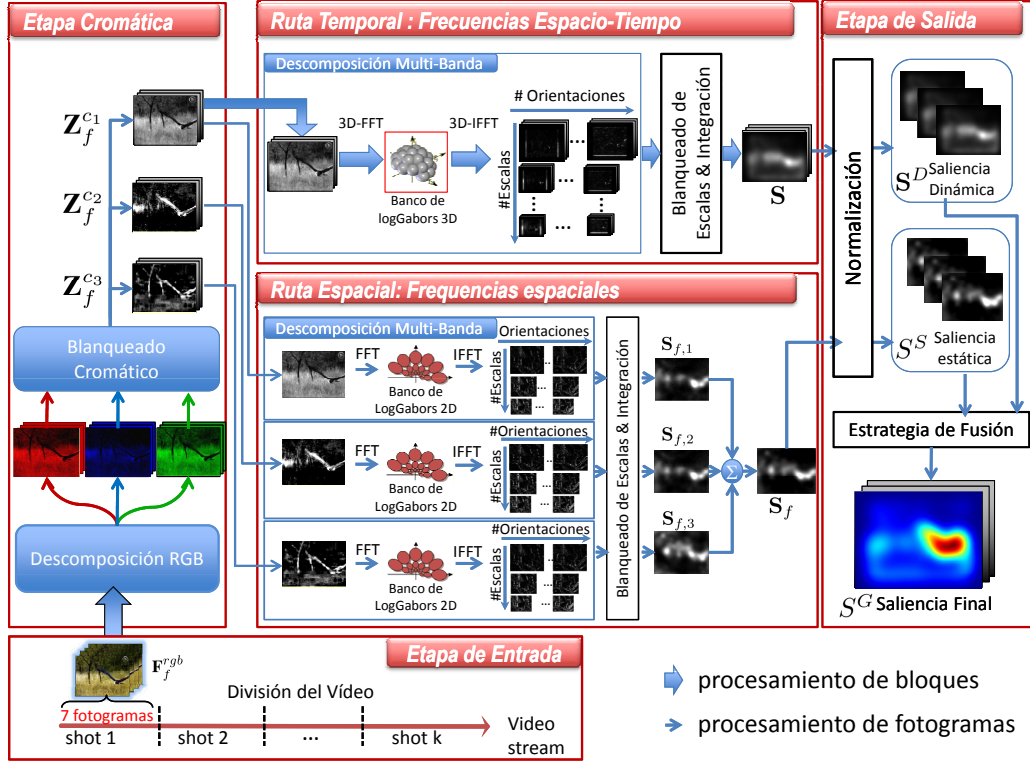 Etapa Cromática
Z_f^{c_1}
Z_f^{c_2}
Z_f^{c_3}
Blanqueado
Cromático
Descomposición RGB
Ruta Temporal : Frecuencias Espacio-Tiempo
Descomposición Multi-Banda
# Orientaciones
3D-FFT
3D-IFFT
#Escalas
Banco de
logGabors 3D
...
...
... ...
Blanqueado de
Escalas & Integración
S
Ruta Espacial: Frequencias espaciales
Descomposición Multi-Banda
Orientaciones
FFT
IFFT
#Escalas
Banco de
LogGabors 2D
...
...
...
#Orientaciones
FFT
IFFT
#Escalas
Banco de
LogGabors 2D
...
...
...
#Orientaciones
FFT
IFFT
#Escalas
Banco de
LogGabors 2D
...
...
...
Blanqueado de Escalas & Integración
S_{f,1}
S_{f,2}
S_{f,3}
Σ
S_f
Etapa de Salida
Normalización
S^D Saliencia
Dinámica
S^S Saliencia
estática
Estrategia de Fusión
S^G Saliencia Final
Etapa de Entrada
F_f^{rgb}
División del Vídeo
7 fotogramas
shot 1
shot 2
...
shot k
Video
stream
procesamiento de bloques
procesamiento de fotogramas